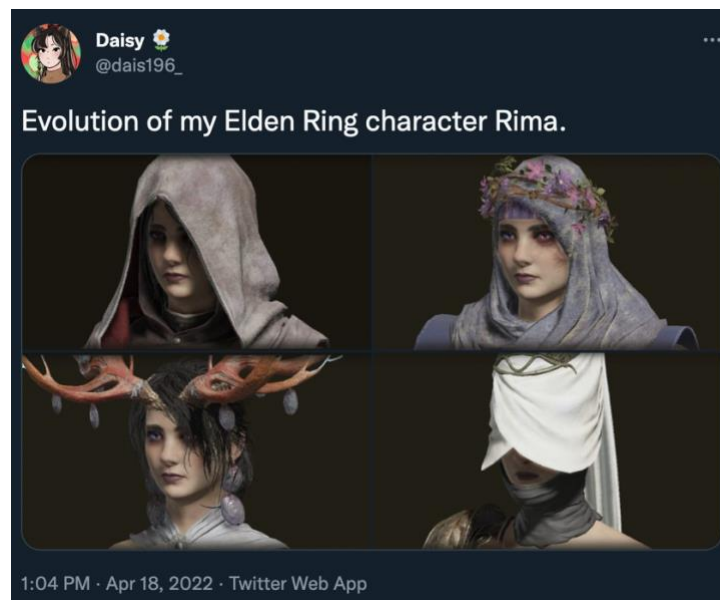 Daisy 🌼
@dais196_
Evolution of my Elden Ring character Rima.
1:04 PM · Apr 18, 2022 · Twitter Web App